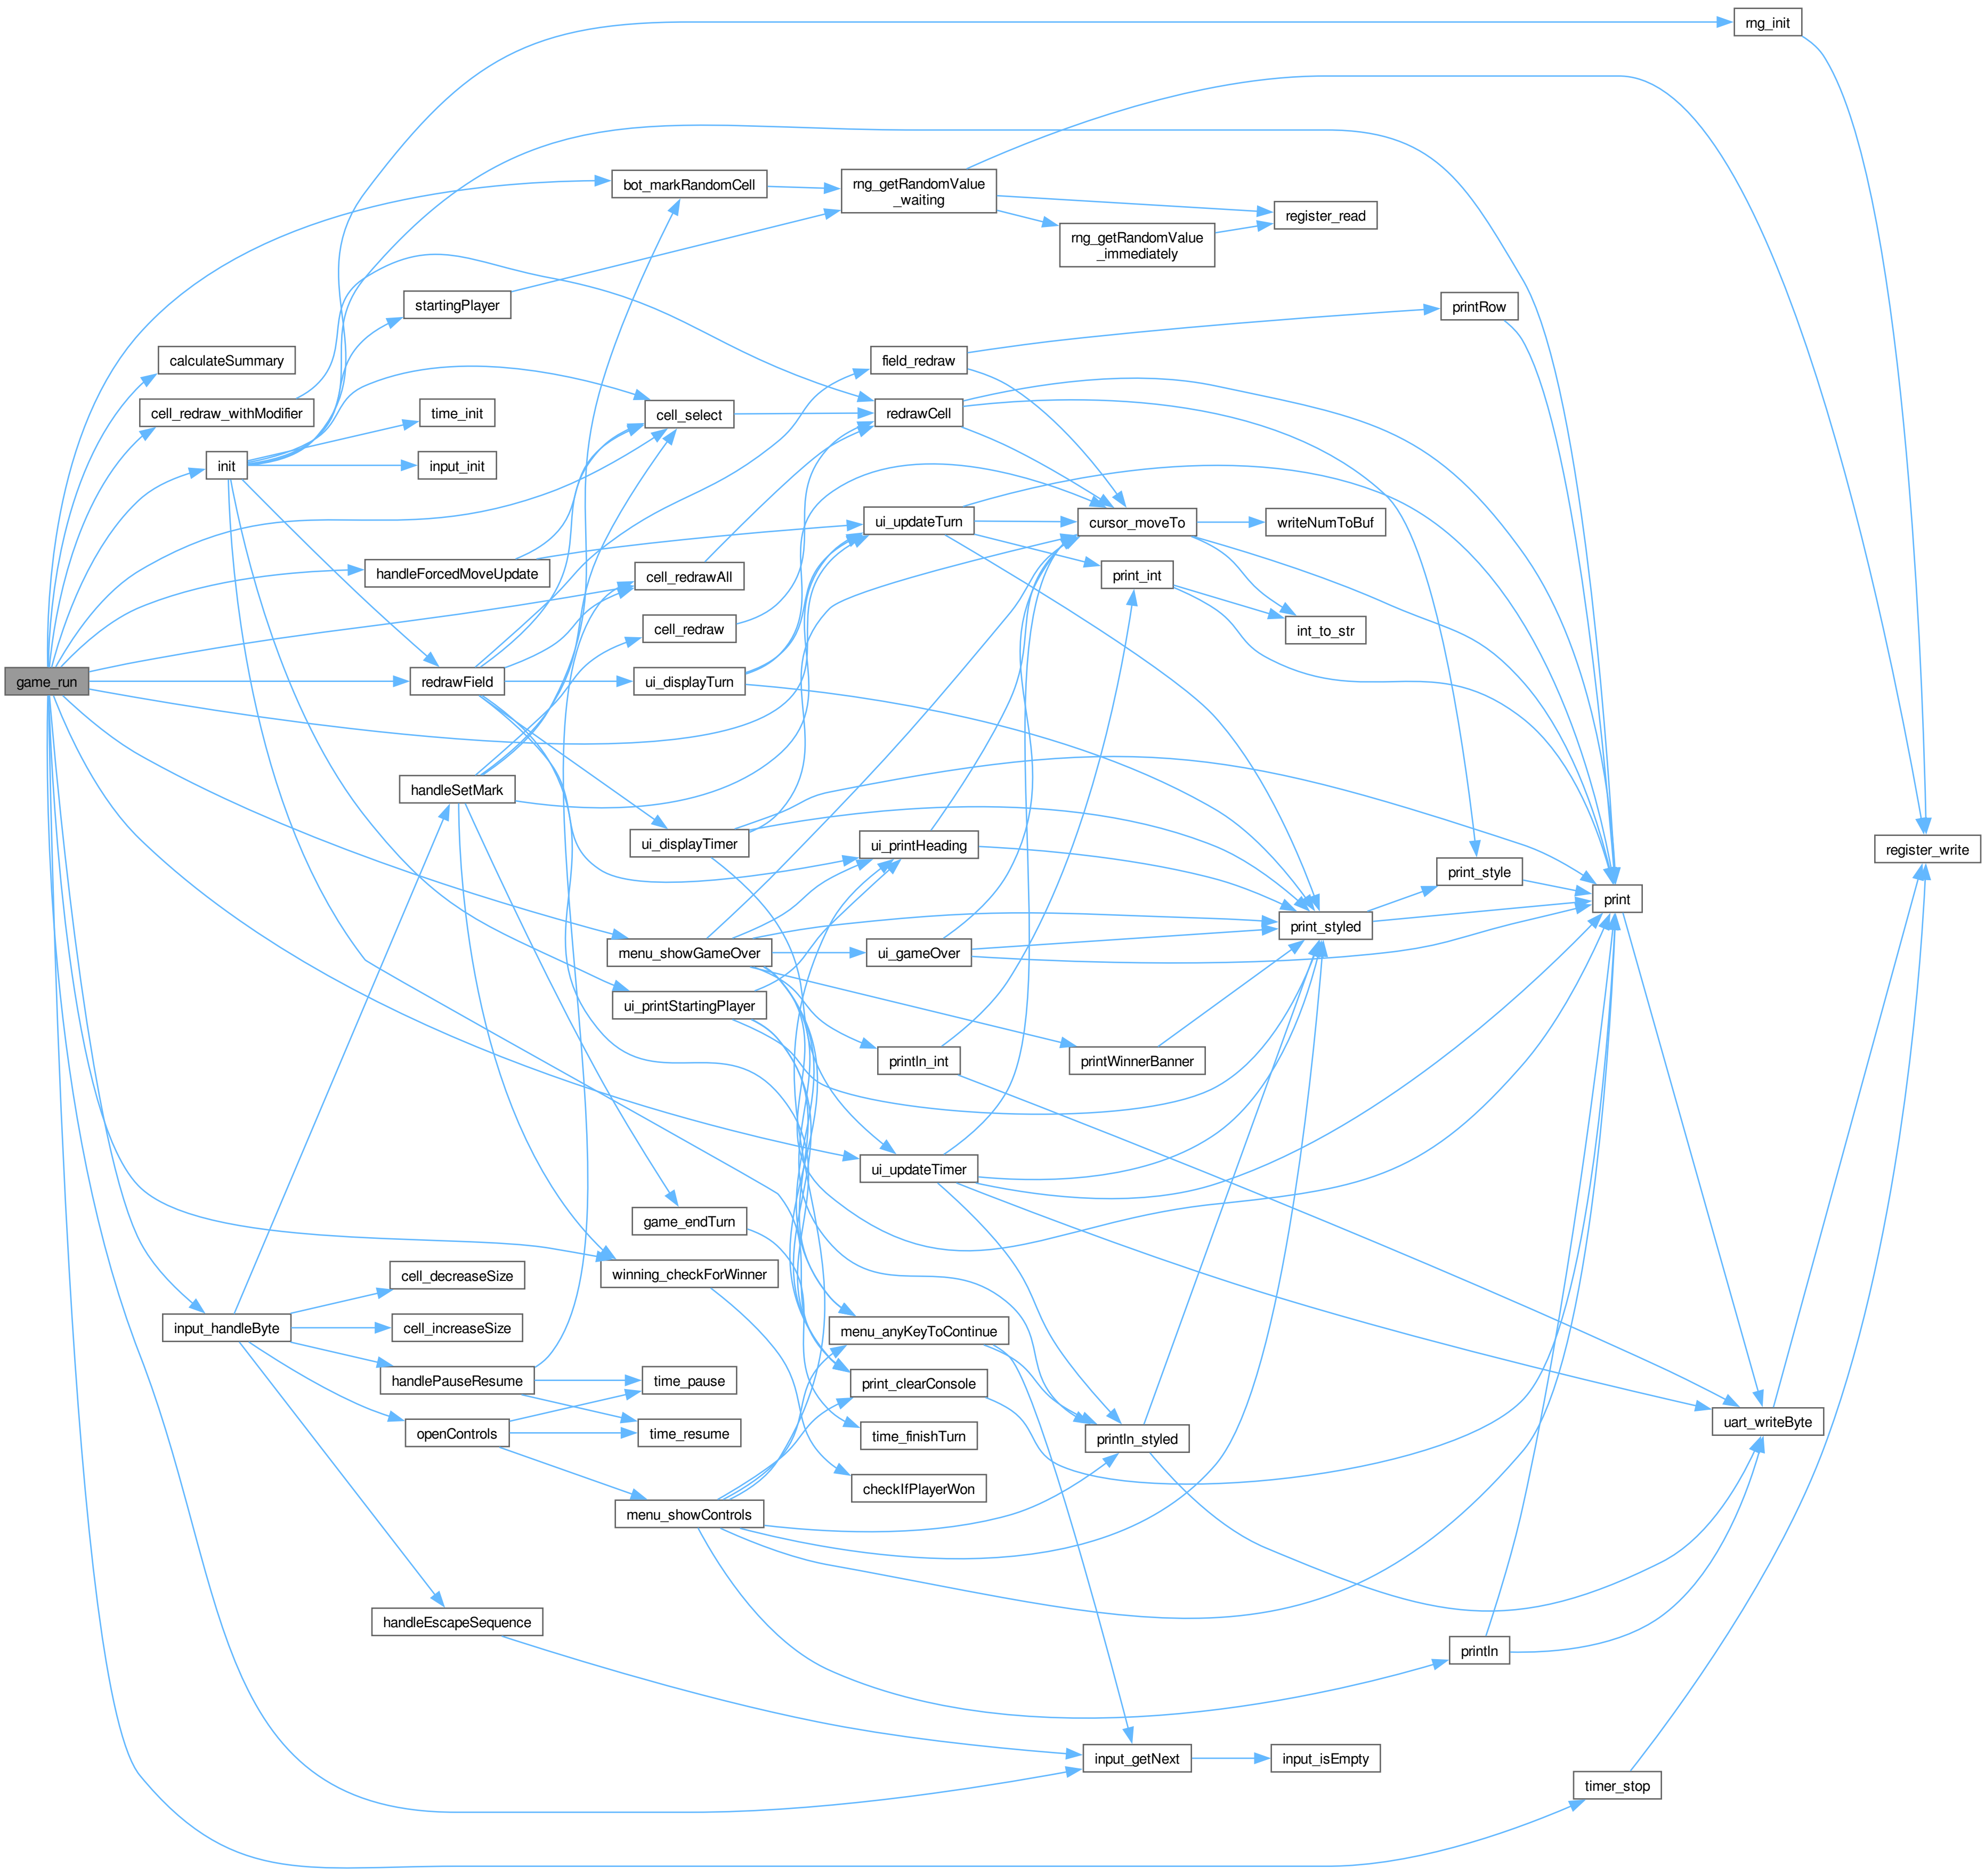 rng_init
bot_markRandomCell
rng_getRandomValue
_waiting
register_read
rng_getRandomValue
_immediately
startingPlayer
printRow
calculateSummary
field_redraw
cell_redraw_withModifier
time_init
cell_select
redrawCell
init
input_init
ui_updateTurn
cursor_moveTo
writeNumToBuf
handleForcedMoveUpdate
cell_redrawAll
print_int
cell_redraw
int_to_str
game_run
redrawField
ui_displayTurn
handleSetMark
ui_displayTimer
ui_printHeading
register_write
print_style
print
menu_showGameOver
ui_gameOver
print_styled
ui_printStartingPlayer
println_int
printWinnerBanner
ui_updateTimer
game_endTurn
cell_decreaseSize
winning_checkForWinner
input_handleByte
cell_increaseSize
menu_anyKeyToContinue
handlePauseResume
time_pause
print_clearConsole
openControls
time_resume
time_finishTurn
println_styled
uart_writeByte
checkIfPlayerWon
menu_showControls
handleEscapeSequence
println
input_getNext
input_isEmpty
timer_stop